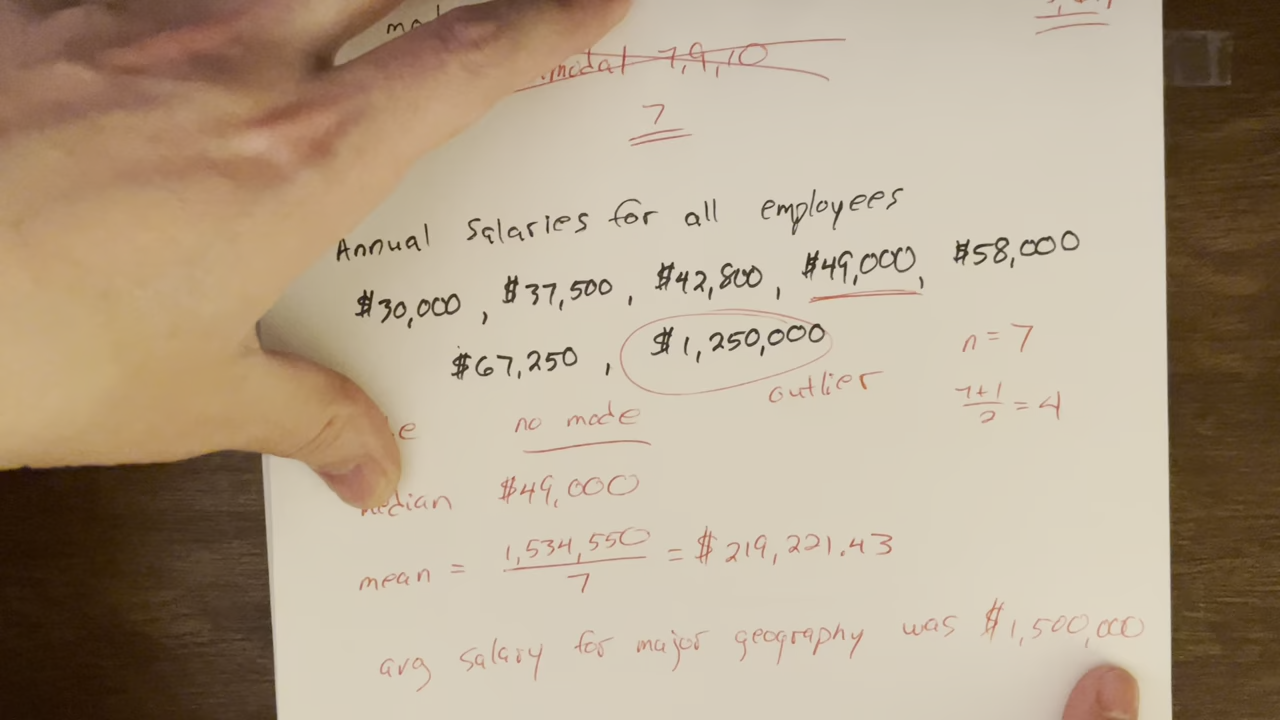 modal 7,9,10
7
Annual Salaries for all employees
$30,000, $37,500, $42,800, $49,000, $58,000
$67,250, $1,250,000
n = 7
outlier
7+1/2 = 4
no mode
median $49,000
mean = 1,534,550/7 = $219,221.43
avg salary for major geography was $1,500,000